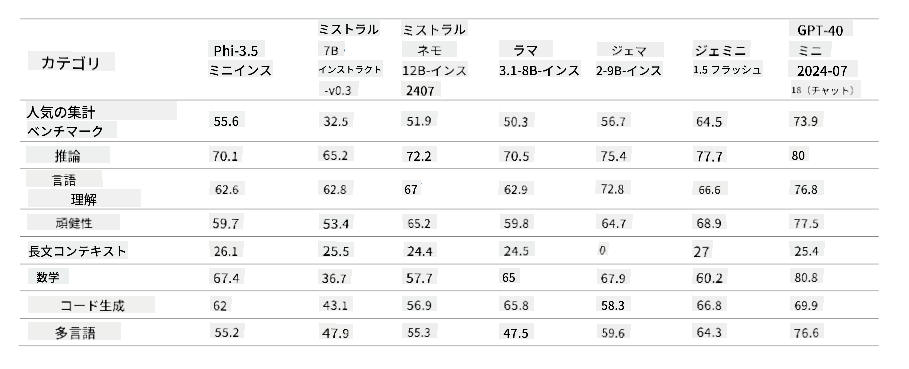 カテゴリ Phi-3.5 ミニインス ミストラル 7B・ インストラクト -v0.3 ミストラル ネモ 12B-インス 2407 ラマ 3.1-8B-インス ジェマ 2-9B-インス ジェミニ 1.5 フラッシュ GPT-40 ミニ 2024-07 18（チャット）
人気の集計 ベンチマーク 55.6 32.5 51.9 50.3 56.7 64.5 73.9
推論 70.1 65.2 72.2 70.5 75.4 77.7 80
言語 理解 62.6 62.8 67 62.9 72.8 66.6 76.8
頑健性 59.7 53.4 65.2 59.8 64.7 68.9 77.5
長文コンテキスト 26.1 25.5 24.4 24.5 0 27 25.4
数学 67.4 36.7 57.7 65 67.9 60.2 80.8
コード生成 62 43.1 56.9 65.8 58.3 66.8 69.9
多言語 55.2 47.9 55.3 47.5 59.6 64.3 76.6